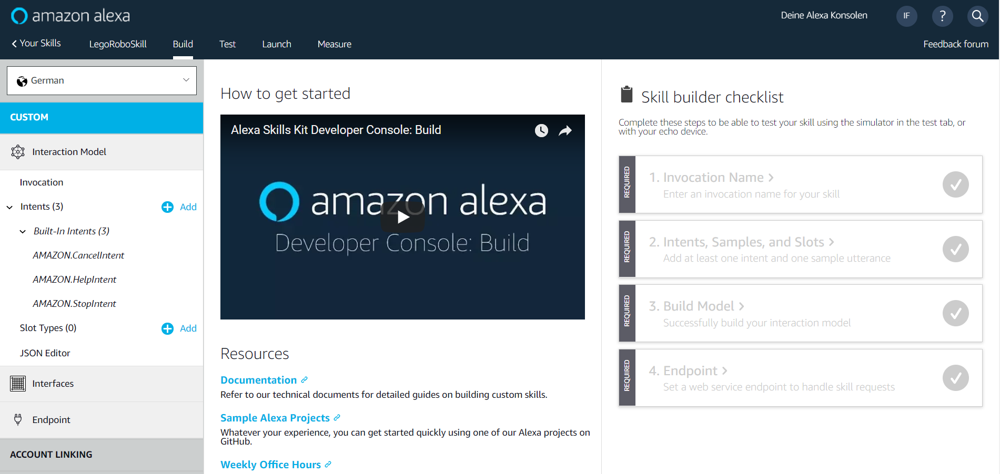 amazon alexa
Deine Alexa Konsolen
IF
?
Your Skills
LegoRoboSkill
Build
Test
Launch
Measure
Feedback forum
German
CUSTOM
Interaction Model
Invocation
Intents (3)
Add
Built-In Intents (3)
AMAZON.CancelIntent
AMAZON.HelpIntent
AMAZON.StopIntent
Slot Types (0)
Add
JSON Editor
Interfaces
Endpoint
ACCOUNT LINKING
How to get started
Alexa Skills Kit Developer Console: Build
amazon alexa
Developer Console: Build
Resources
Documentation
Refer to our technical documents for detailed guides on building custom skills.
Sample Alexa Projects
Whatever your experience, you can get started quickly using one of our Alexa projects on
GitHub.
Weekly Office Hours
Skill builder checklist
Complete these steps to be able to test your skill using the simulator in the test tab, or
with your echo device.
REQUIRED
1. Invocation Name
Enter an invocation name for your skill
REQUIRED
2. Intents, Samples, and Slots
Add at least one intent and one sample utterance
REQUIRED
3. Build Model
Successfully build your interaction model
REQUIRED
4. Endpoint
Set a web service endpoint to handle skill requests